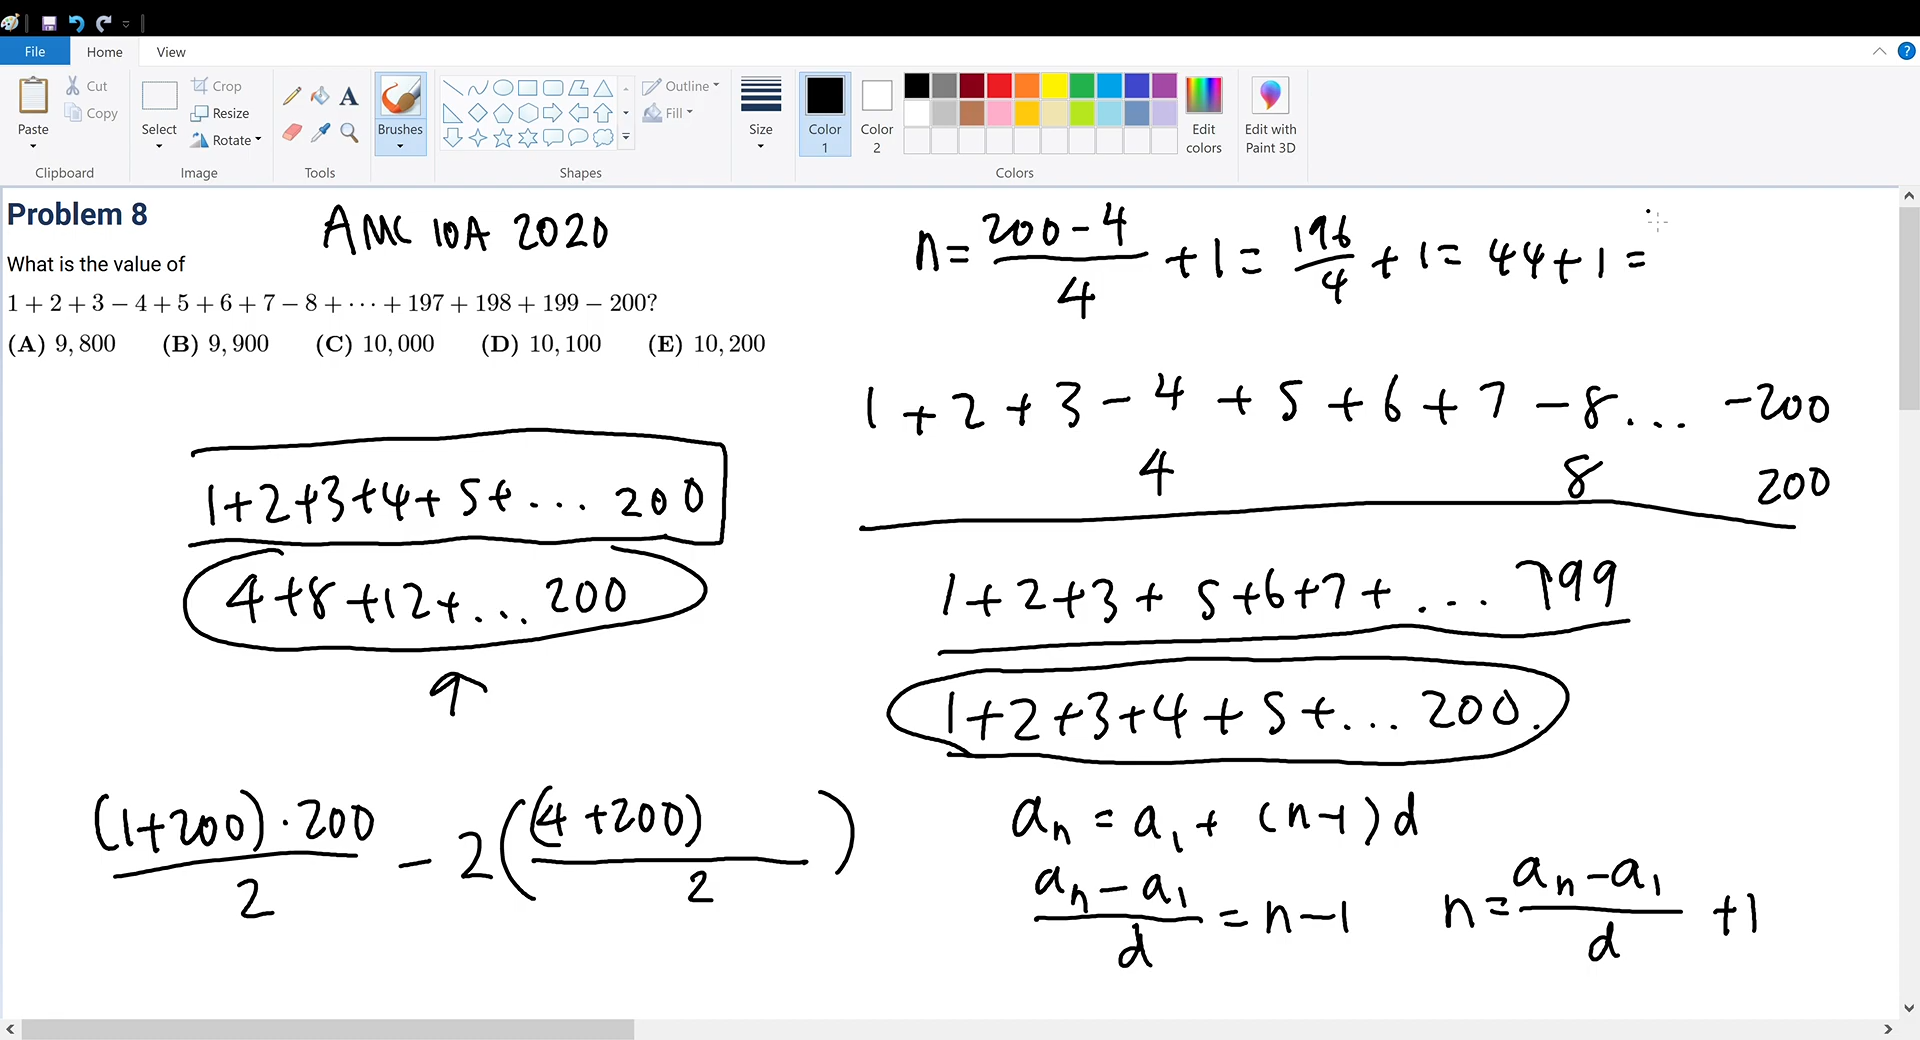 File Home View
Paste Cut Copy Clipboard
Select Crop Resize Rotate Image
A Tools
Brushes
Shapes Outline Fill
Size
Color 1 Color 2 Colors Edit colors
Edit with Paint 3D
Problem 8
AMC 10A 2020
What is the value of
1 + 2 + 3 − 4 + 5 + 6 + 7 − 8 + ··· + 197 + 198 + 199 − 200?
(A) 9,800 (B) 9,900 (C) 10,000 (D) 10,100 (E) 10,200
n = (200-4)/4 + 1 = 196/4 + 1 = 44 + 1 =
1 + 2 + 3 - 4 + 5 + 6 + 7 - 8 ... -200
4 8 200
1+2+3+4+5+... 200
4+8+12+... 200
1+2+3+5+6+7+... 199
1+2+3+4+5+... 200.
(1+200)·200/2 - 2((4+200)/2)
aₙ = a₁ + (n-1)d
(aₙ-a₁)/d = n-1
n = (aₙ-a₁)/d +1